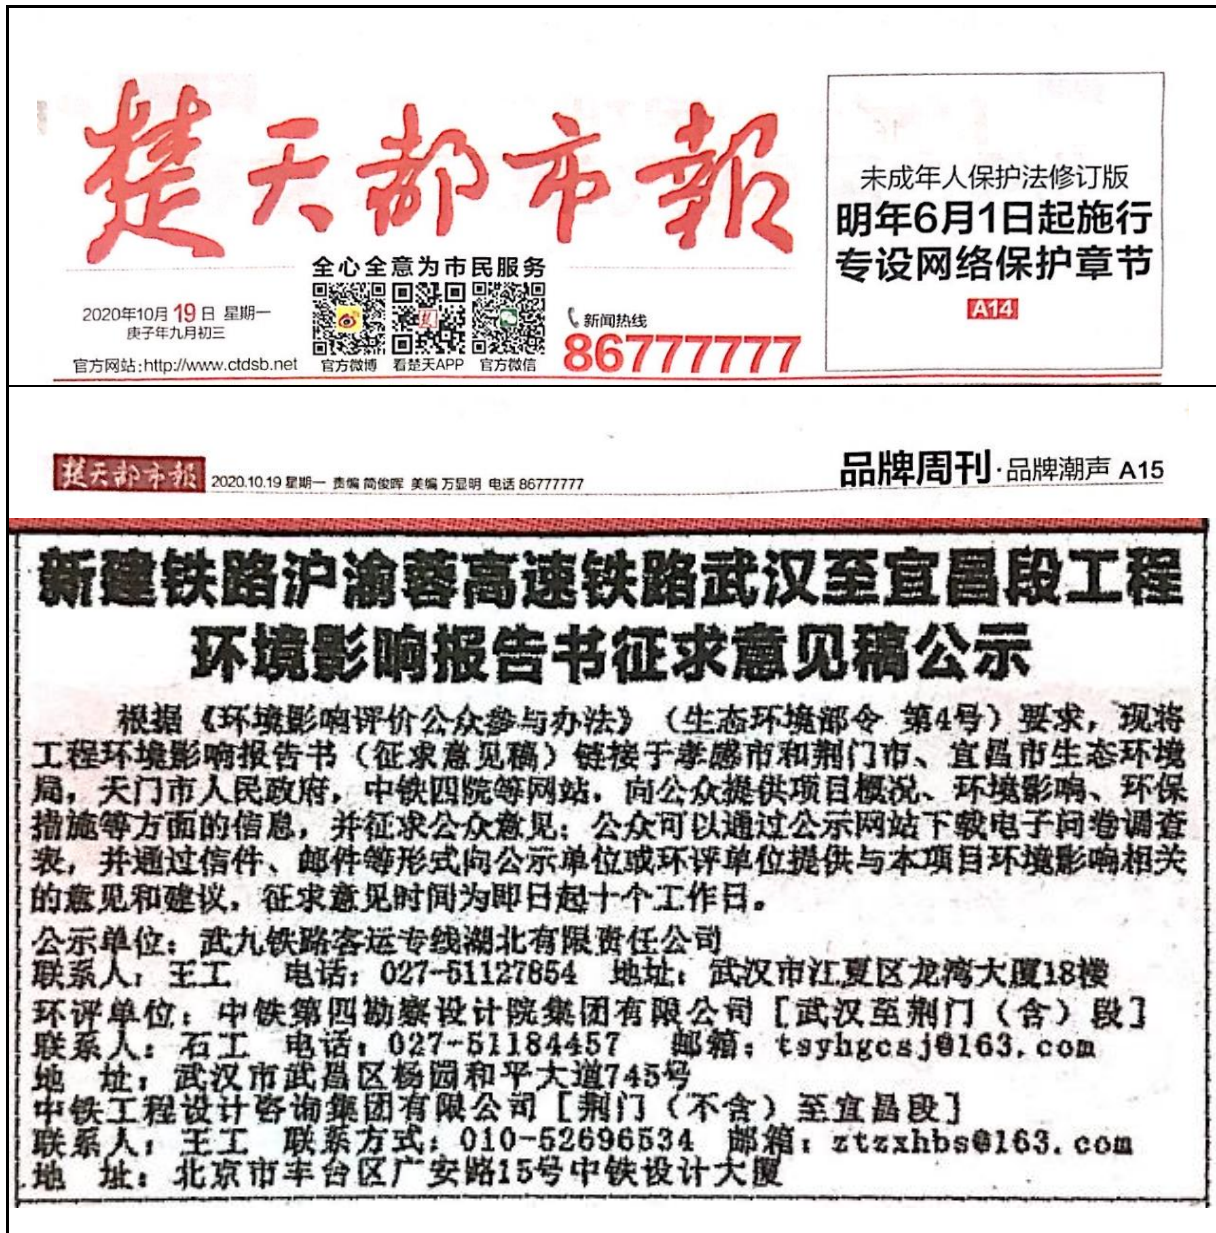 楚天都市報
未成年人保护法修订版
明年6月1日起施行
专设网络保护章节
A14
全心全意为市民服务
2020年10月19日 星期一
庚子年九月初三
官方网站:http://www.ctdsb.net
官方微博 看楚天APP 官方微信
新闻热线
86777777
楚天都市報 2020.10.19 星期一 责编 简俊晖 美编 万显明 电话 86777777
品牌周刊·品牌潮声 A15
新建铁路沪渝蓉高速铁路武汉至宜昌段工程
环境影响报告书征求意见稿公示
根据《环境影响评价公众参与办法》（生态环境部令 第4号）要求，现将
工程环境影响报告书（征求意见稿）链接于孝感市和荆门市、宜昌市生态环境
局，天门市人民政府，中铁四院等网站，向公众提供项目概况、环境影响、环保
措施等方面的信息，并征求公众意见；公众可以通过公示网站下载电子问卷调查
表，并通过信件、邮件等形式向公示单位或环评单位提供与本项目环境影响相关
的意见和建议，征求意见时间为即日起十个工作日。
公示单位：武九铁路客运专线湖北有限责任公司
联系人：王工 电话：027-51127854 地址：武汉市江夏区龙湾大厦18楼
环评单位：中铁第四勘察设计院集团有限公司［武汉至荆门（含）段］
联系人：石工 电话：027-51184457 邮箱：tsyhgcsj@163.com
地 址：武汉市武昌区杨园和平大道745号
中铁工程设计咨询集团有限公司［荆门（不含）至宜昌段］
联系人：王工 联系方式：010-52696534 邮箱：ztzxhbs@163.com
地 址：北京市丰台区广安路15号中铁设计大厦